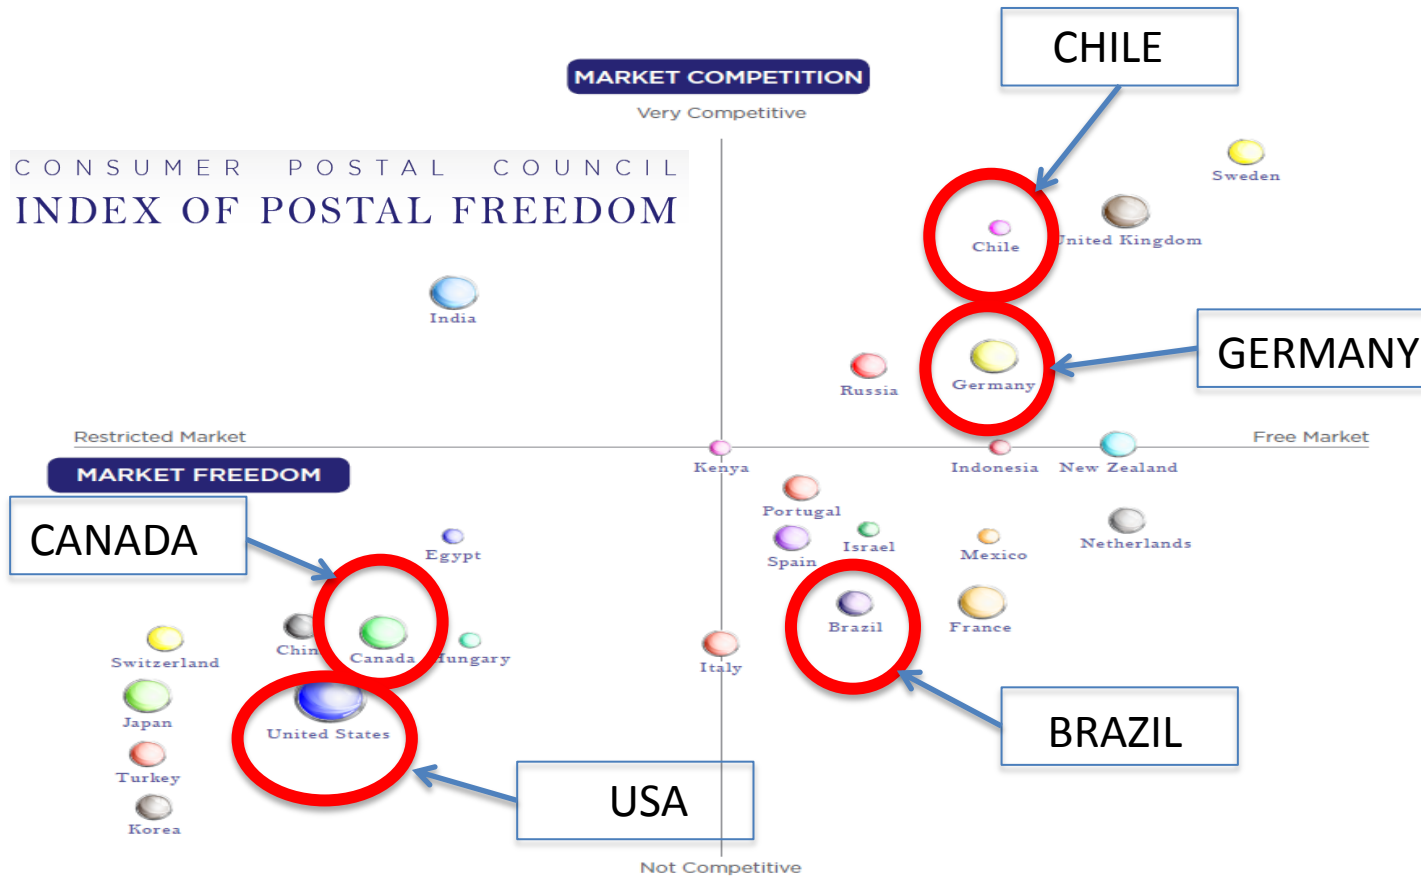 CHILE
MARKET COMPETITION
Very Competitive
CONSUMER POSTAL COUNCIL
INDEX OF POSTAL FREEDOM
Sweden
United Kingdom
Chile
India
GERMANY
Russia
Germany
Restricted Market
Free Market
MARKET FREEDOM
Kenya
Indonesia
New Zealand
Portugal
CANADA
Egypt
Spain
Israel
Mexico
Netherlands
Switzerland
Chin
Canada
Hungary
Italy
Brazil
France
Japan
United States
BRAZIL
Turkey
USA
Korea
Not Competitive